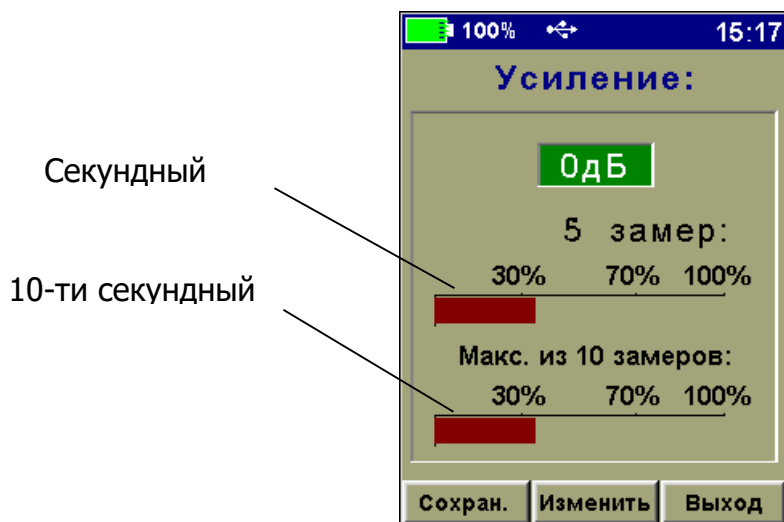 100% 15:17
Усиление:
0дБ
Секундный
5 замер:
30% 70% 100%
10-ти секундный
Макс. из 10 замеров:
30% 70% 100%
Сохран. Изменить Выход